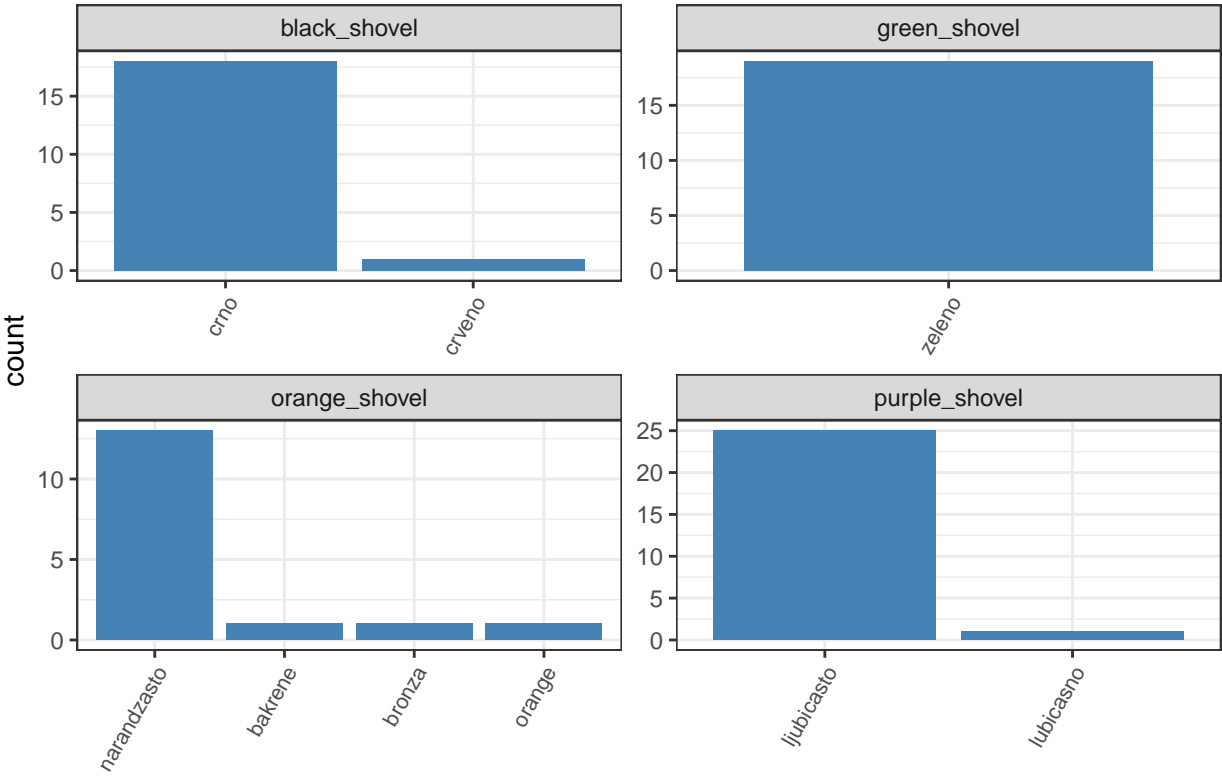 count
black_shovel
15
10
5
0
crno
crveno
green_shovel
15
10
5
0
zeleno
orange_shovel
10
5
0
narandzasto
bakrene
bronza
orange
purple_shovel
25
20
15
10
5
0
ljubicasto
lubicasno